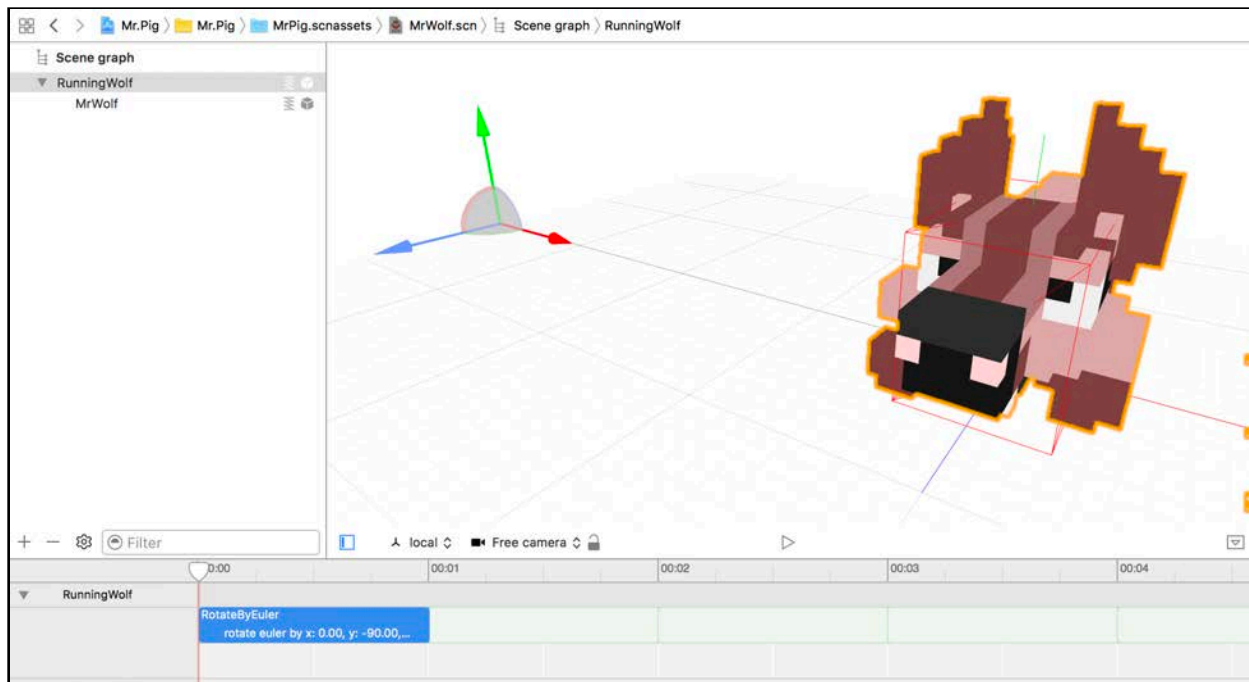 Mr.Pig 〉 Mr.Pig 〉 MrPig.scnassets 〉 MrWolf.scn 〉 Scene graph 〉 RunningWolf
Scene graph
RunningWolf
MrWolf
Filter
local
Free camera
0:00 00:01 00:02 00:03 00:04
RunningWolf
RotateByEuler
rotate euler by x: 0.00, y: -90.00,...